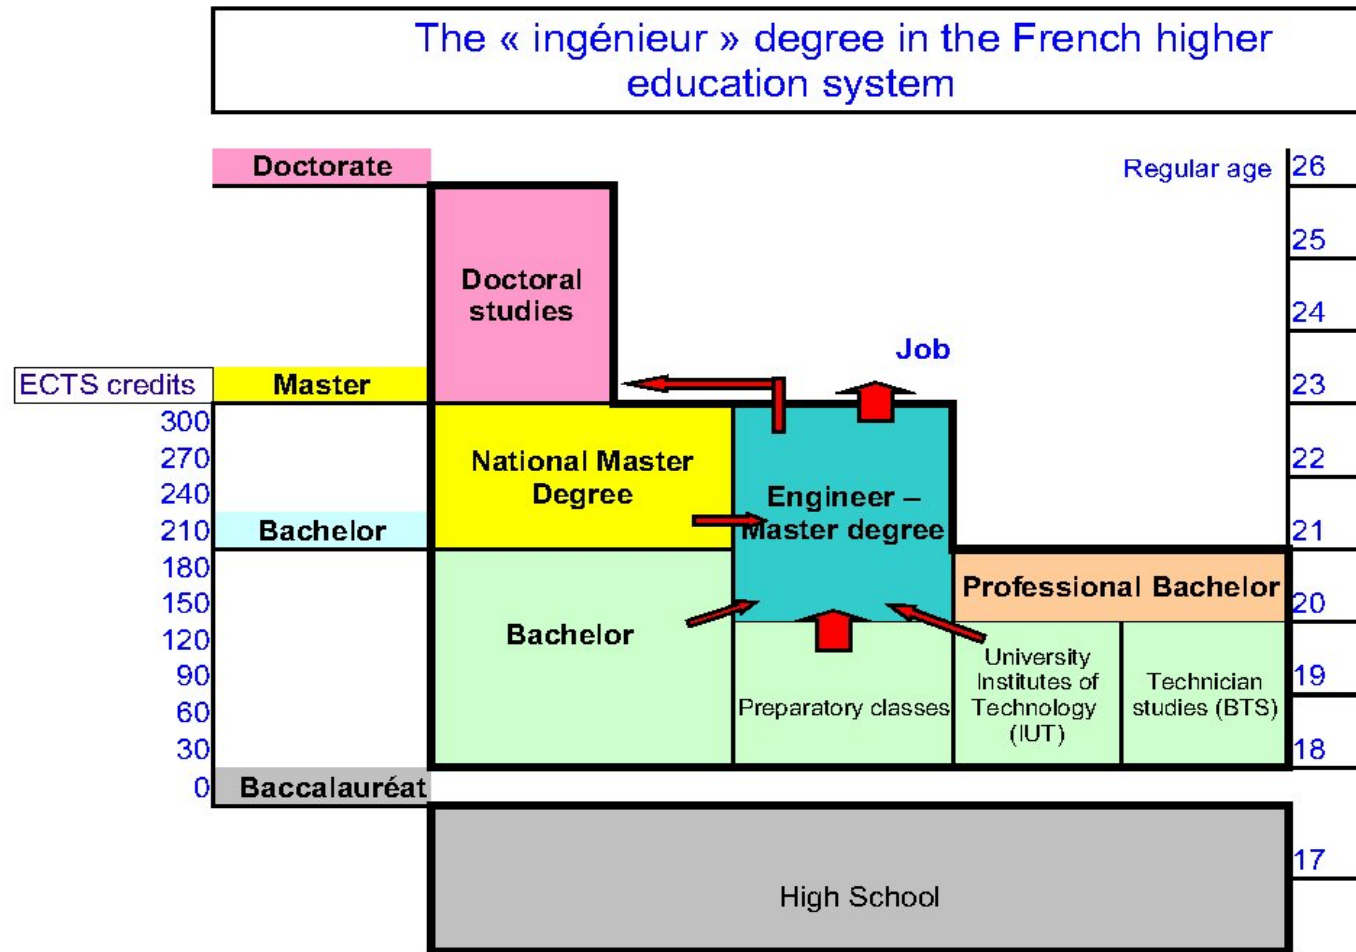 The « ingénieur » degree in the French higher
education system
Doctorate
Regular age
26
25
Doctoral
studies
24
Job
ECTS credits
Master
23
300
270
240
210
National Master
Degree
22
Engineer –
Master degree
Bachelor
21
180
150
120
90
60
30
0
Professional Bachelor
20
Bachelor
University
Institutes of
Technology
(IUT)
Technician
studies (BTS)
19
Preparatory classes
18
Baccalauréat
17
High School